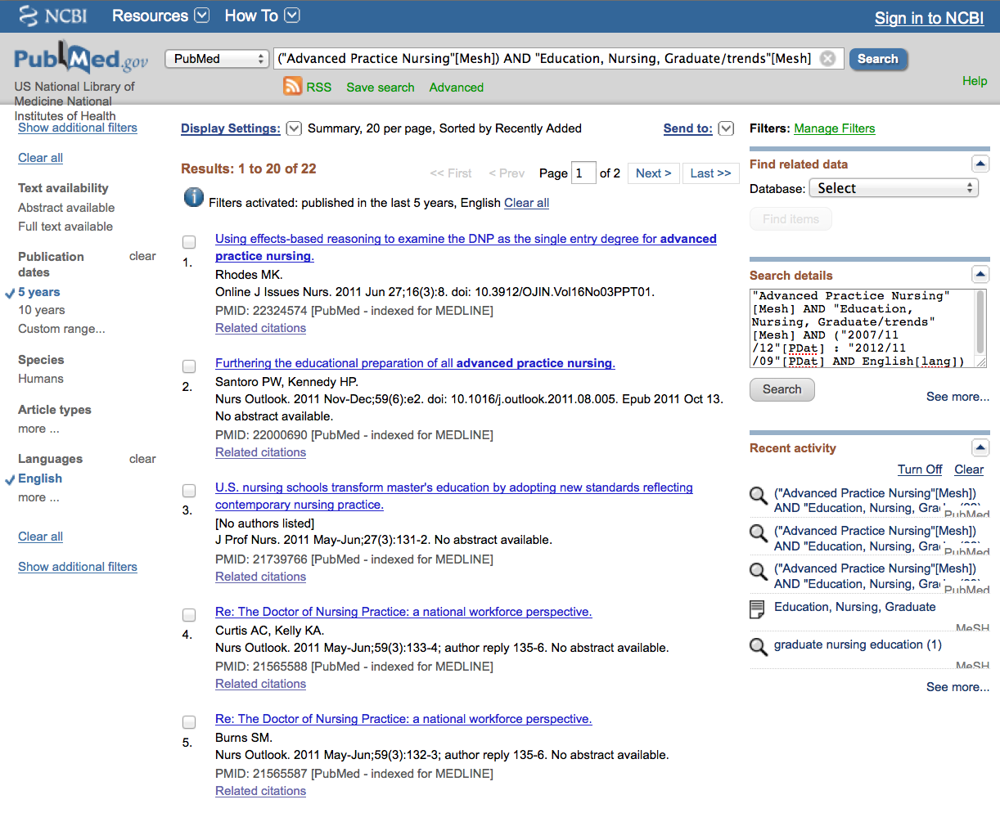 NCBI Resources How To Sign in to NCBI
PubMed.gov
US National Library of
Medicine National
Institutes of Health
PubMed ("Advanced Practice Nursing"[Mesh]) AND "Education, Nursing, Graduate/trends"[Mesh] Search
RSS Save search Advanced
Help
Show additional filters
Clear all
Text availability
Abstract available
Full text available
Publication
dates clear
5 years
10 years
Custom range...
Species
Humans
Article types
more ...
Languages clear
English
more ...
Clear all
Show additional filters
Display Settings: Summary, 20 per page, Sorted by Recently Added Send to:
Results: 1 to 20 of 22
<< First < Prev Page 1 of 2 Next > Last >>
Filters activated: published in the last 5 years, English Clear all
Using effects-based reasoning to examine the DNP as the single entry degree for advanced
1. practice nursing.
Rhodes MK.
Online J Issues Nurs. 2011 Jun 27;16(3):8. doi: 10.3912/OJIN.Vol16No03PPT01.
PMID: 22324574 [PubMed - indexed for MEDLINE]
Related citations
Furthering the educational preparation of all advanced practice nursing.
2. Santoro PW, Kennedy HP.
Nurs Outlook. 2011 Nov-Dec;59(6):e2. doi: 10.1016/j.outlook.2011.08.005. Epub 2011 Oct 13.
No abstract available.
PMID: 22000690 [PubMed - indexed for MEDLINE]
Related citations
U.S. nursing schools transform master's education by adopting new standards reflecting
3. contemporary nursing practice.
[No authors listed]
J Prof Nurs. 2011 May-Jun;27(3):131-2. No abstract available.
PMID: 21739766 [PubMed - indexed for MEDLINE]
Related citations
Re: The Doctor of Nursing Practice: a national workforce perspective.
4. Curtis AC, Kelly KA.
Nurs Outlook. 2011 May-Jun;59(3):133-4; author reply 135-6. No abstract available.
PMID: 21565588 [PubMed - indexed for MEDLINE]
Related citations
Re: The Doctor of Nursing Practice: a national workforce perspective.
5. Burns SM.
Nurs Outlook. 2011 May-Jun;59(3):132-3; author reply 135-6. No abstract available.
PMID: 21565587 [PubMed - indexed for MEDLINE]
Related citations
Filters: Manage Filters
Find related data
Database: Select
Find items
Search details
"Advanced Practice Nursing"
[Mesh] AND "Education,
Nursing, Graduate/trends"
[Mesh] AND ("2007/11
/12"[PDat] : "2012/11
/09"[PDat] AND English[lang])
Search
See more...
Recent activity
Turn Off Clear
("Advanced Practice Nursing"[Mesh])
AND "Education, Nursing, Gra
PubMed
("Advanced Practice Nursing"[Mesh])
AND "Education, Nursing, Gra
PubMed
("Advanced Practice Nursing"[Mesh])
AND "Education, Nursing, Gra
PubMed
Education, Nursing, Graduate
MeSH
graduate nursing education (1)
MeSH
See more...